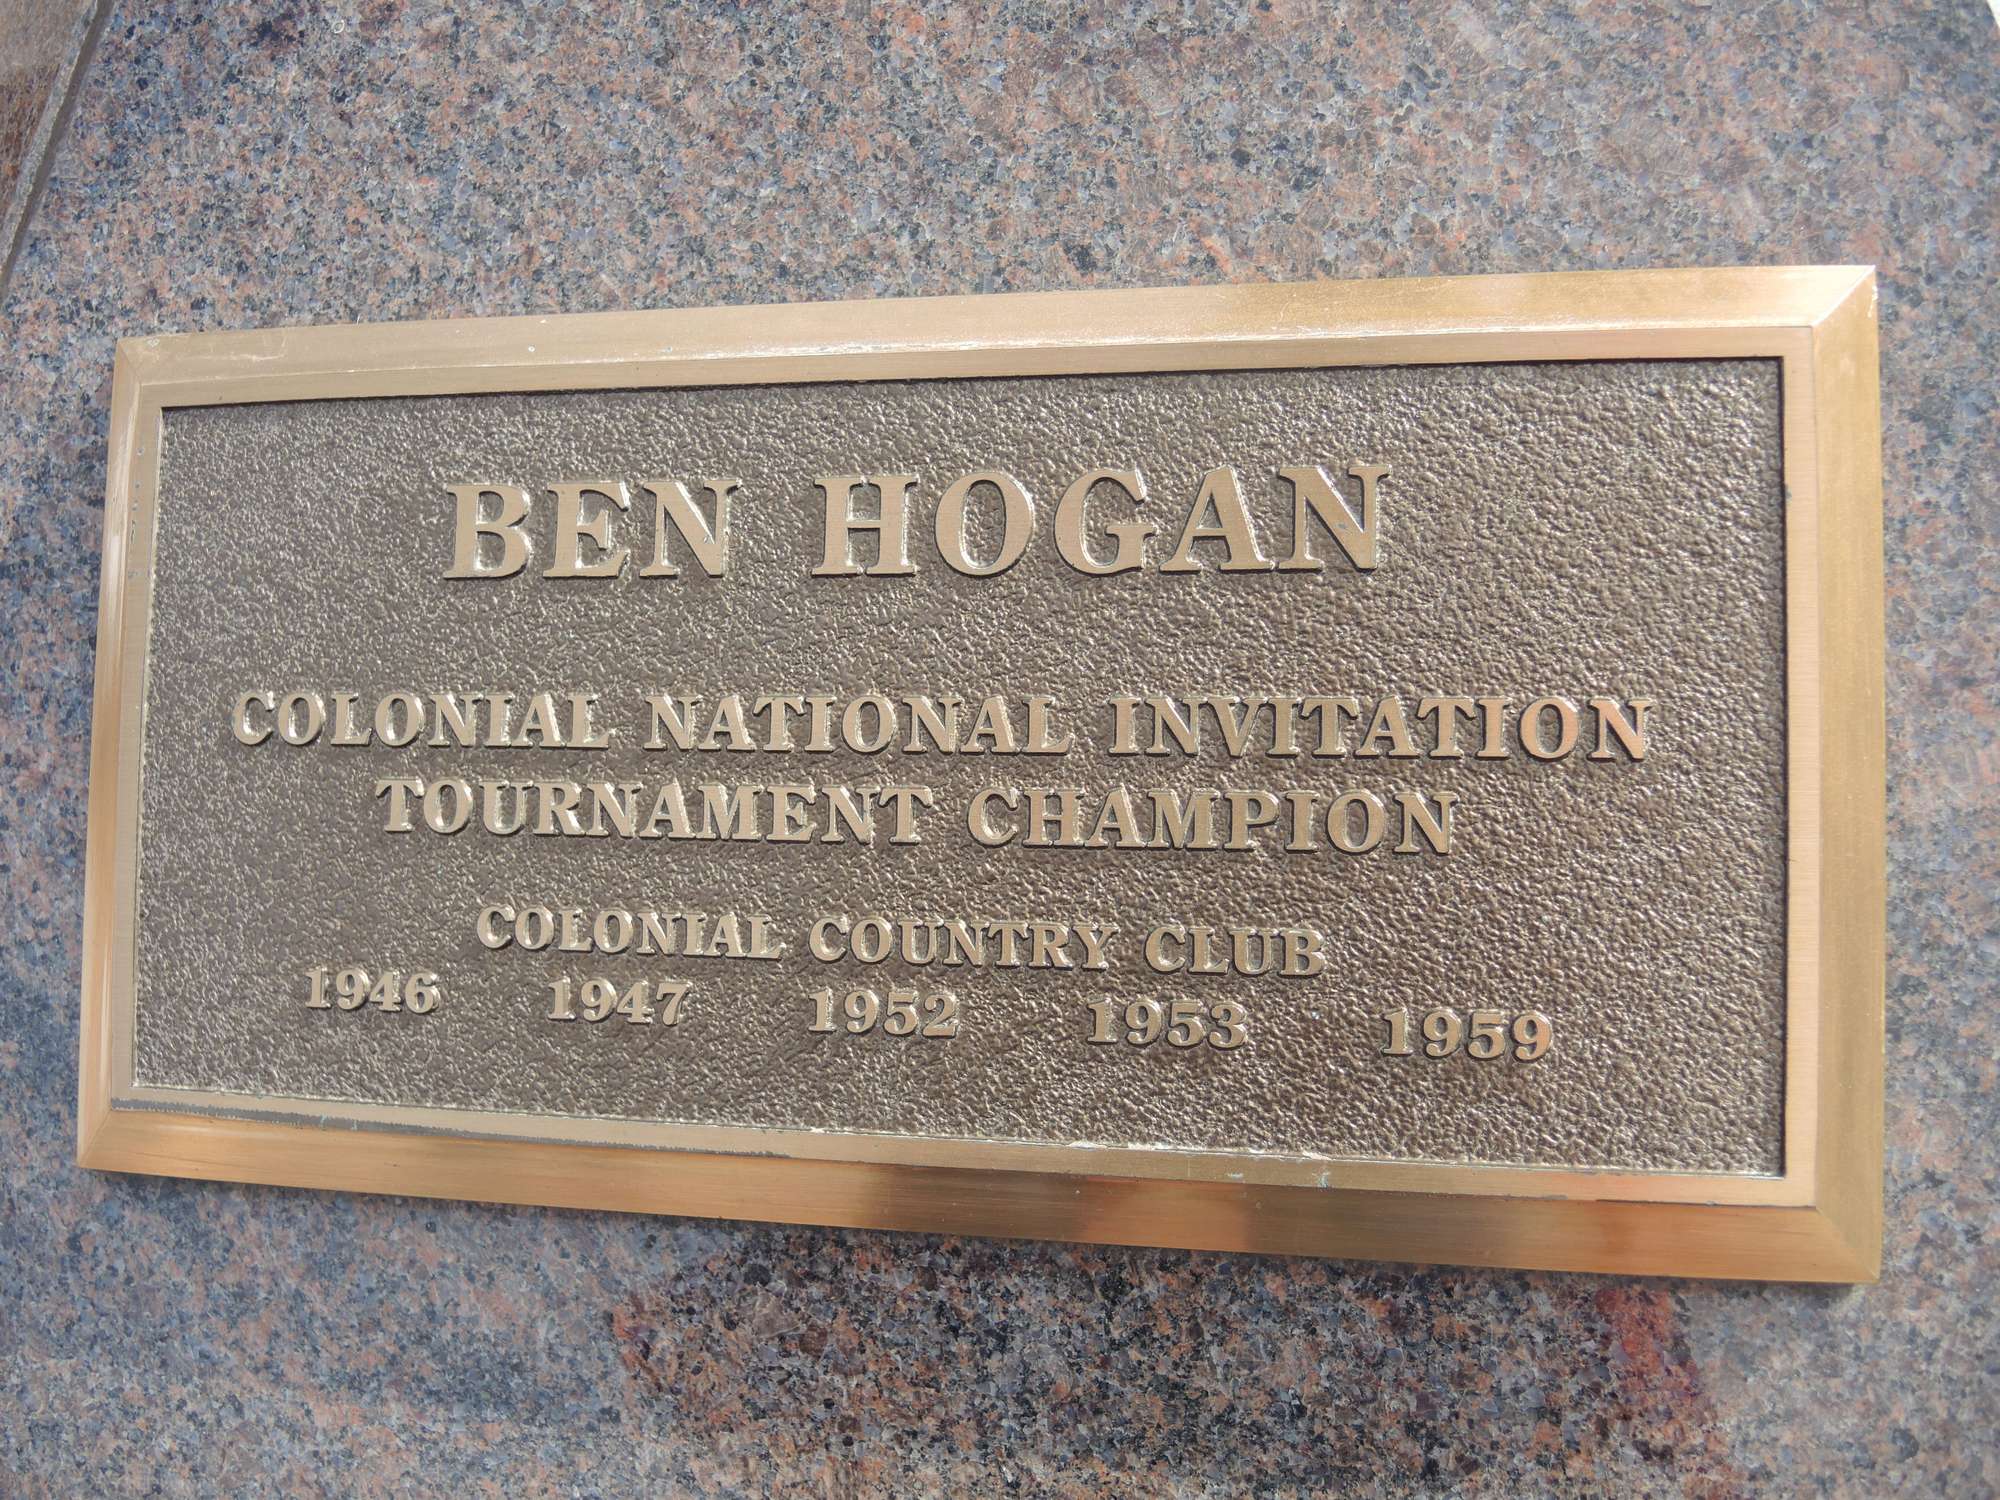 BEN HOGAN
COLONIAL NATIONAL INVITATION
TOURNAMENT CHAMPION
COLONIAL COUNTRY CLUB
1946 1947 1952 1953 1959